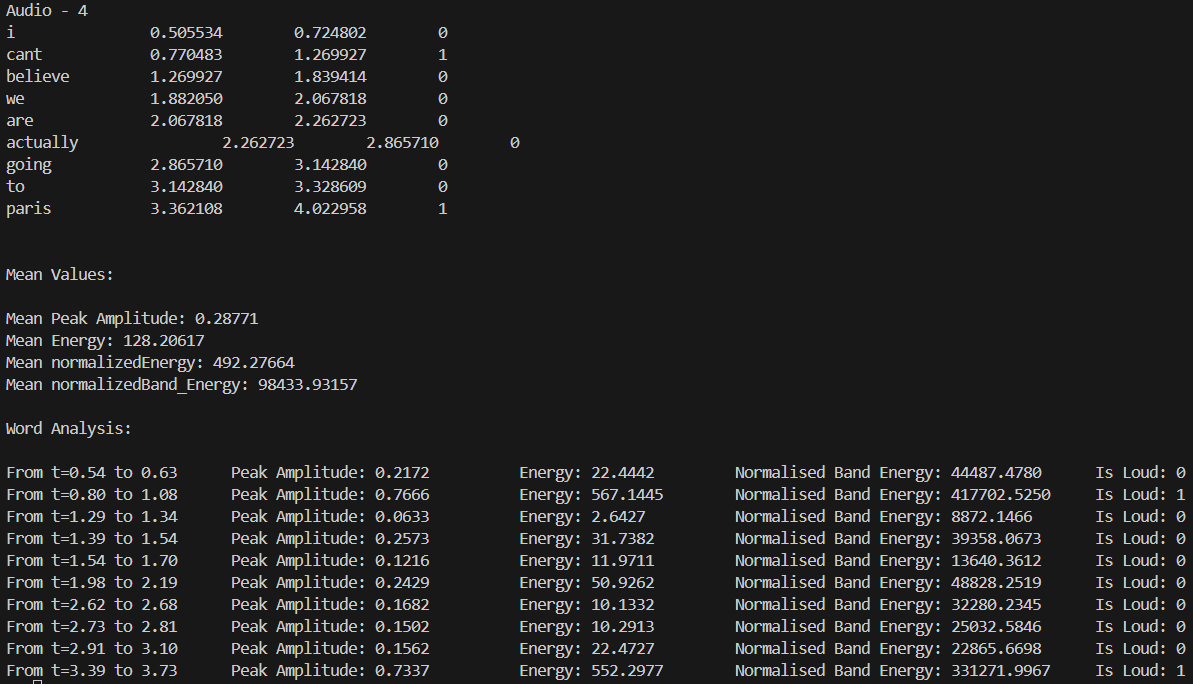 Audio - 4
i 0.505534 0.724802 0
cant 0.770483 1.269927 1
believe 1.269927 1.839414 0
we 1.882050 2.067818 0
are 2.067818 2.262723 0
actually 2.262723 2.865710 0
going 2.865710 3.142840 0
to 3.142840 3.328609 0
paris 3.362108 4.022958 1
Mean Values:
Mean Peak Amplitude: 0.28771
Mean Energy: 128.20617
Mean normalizedEnergy: 492.27664
Mean normalizedBand_Energy: 98433.93157
Word Analysis:
From t=0.54 to 0.63 Peak Amplitude: 0.2172 Energy: 22.4442 Normalised Band Energy: 44487.4780 Is Loud: 0
From t=0.80 to 1.08 Peak Amplitude: 0.7666 Energy: 567.1445 Normalised Band Energy: 417702.5250 Is Loud: 1
From t=1.29 to 1.34 Peak Amplitude: 0.0633 Energy: 2.6427 Normalised Band Energy: 8872.1466 Is Loud: 0
From t=1.39 to 1.54 Peak Amplitude: 0.2573 Energy: 31.7382 Normalised Band Energy: 39358.0673 Is Loud: 0
From t=1.54 to 1.70 Peak Amplitude: 0.1216 Energy: 11.9711 Normalised Band Energy: 13640.3612 Is Loud: 0
From t=1.98 to 2.19 Peak Amplitude: 0.2429 Energy: 50.9262 Normalised Band Energy: 48828.2519 Is Loud: 0
From t=2.62 to 2.68 Peak Amplitude: 0.1682 Energy: 10.1332 Normalised Band Energy: 32280.2345 Is Loud: 0
From t=2.73 to 2.81 Peak Amplitude: 0.1502 Energy: 10.2913 Normalised Band Energy: 25032.5846 Is Loud: 0
From t=2.91 to 3.10 Peak Amplitude: 0.1562 Energy: 22.4727 Normalised Band Energy: 22865.6698 Is Loud: 0
From t=3.39 to 3.73 Peak Amplitude: 0.7337 Energy: 552.2977 Normalised Band Energy: 331271.9967 Is Loud: 1